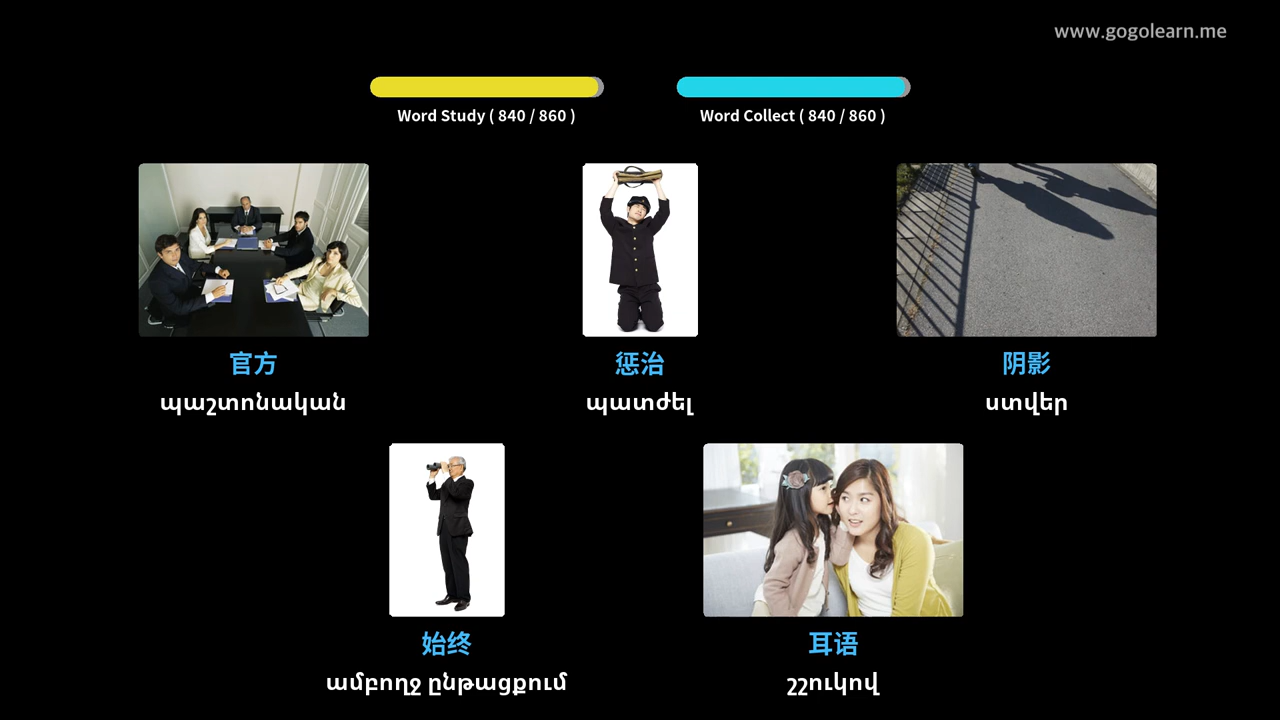 www.gogolearn.me
Word Study ( 840 / 860 )
Word Collect ( 840 / 860 )
官方
պաշտոնական
惩治
պատժել
阴影
ստվեր
始终
ամբողջ ընթացքում
耳语
շշուկով